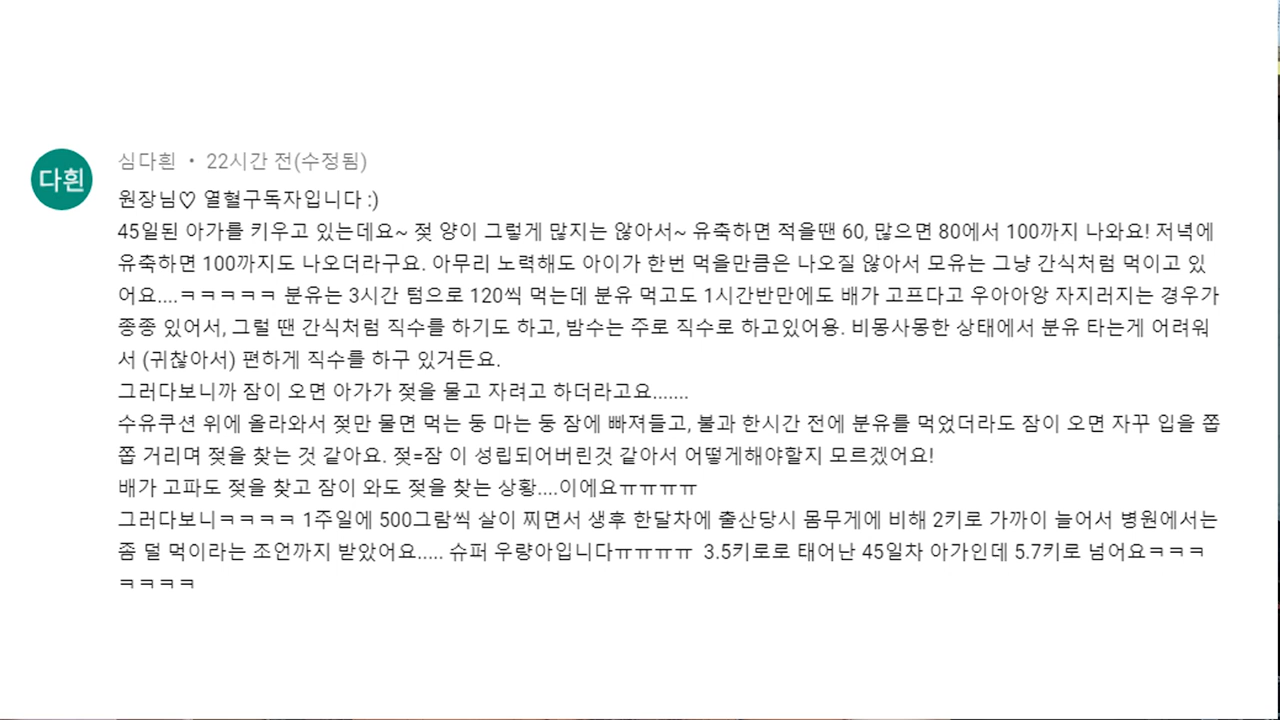 다흰
심다흰 • 22시간 전(수정됨)
원장님♡ 열혈구독자입니다 :)
45일된 아가를 키우고 있는데요~ 젖 양이 그렇게 많지는 않아서~ 유축하면 적을땐 60, 많으면 80에서 100까지 나와요! 저녁에
유축하면 100까지도 나오더라구요. 아무리 노력해도 아이가 한번 먹을만큼은 나오질 않아서 모유는 그냥 간식처럼 먹이고 있
어요....ㅋㅋㅋㅋㅋ 분유는 3시간 텀으로 120씩 먹는데 분유 먹고도 1시간반만에도 배가 고프다고 우아아앙 자지러지는 경우가
종종 있어서, 그럴 땐 간식처럼 직수를 하기도 하고, 밤수는 주로 직수로 하고있어용. 비몽사몽한 상태에서 분유 타는게 어려워
서 (귀찮아서) 편하게 직수를 하구 있거든요.
그러다보니까 잠이 오면 아가가 젖을 물고 자려고 하더라고요.......
수유쿠션 위에 올라와서 젖만 물면 먹는 둥 마는 둥 잠에 빠져들고, 불과 한시간 전에 분유를 먹었더라도 잠이 오면 자꾸 입을 쫍
쫍 거리며 젖을 찾는 것 같아요. 젖=잠 이 성립되어버린것 같아서 어떻게해야할지 모르겠어요!
배가 고파도 젖을 찾고 잠이 와도 젖을 찾는 상황....이에요ㅠㅠㅠㅠ
그러다보니ㅋㅋㅋㅋ 1주일에 500그람씩 살이 찌면서 생후 한달차에 출산당시 몸무게에 비해 2키로 가까이 늘어서 병원에서는
좀 덜 먹이라는 조언까지 받았어요..... 슈퍼 우량아입니다ㅠㅠㅠㅠ 3.5키로로 태어난 45일차 아가인데 5.7키로 넘어요ㅋㅋㅋ
ㅋㅋㅋㅋ